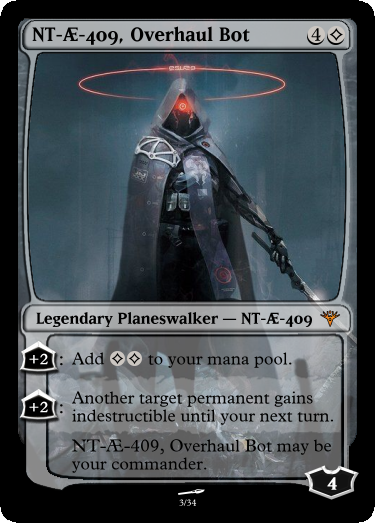 NT-Æ-409, Overhaul Bot 4
Legendary Planeswalker — NT-Æ-409
+2: Add to your mana pool.
+2: Another target permanent gains
indestructible until your next turn.
NT-Æ-409, Overhaul Bot may be
your commander.
4
3/34